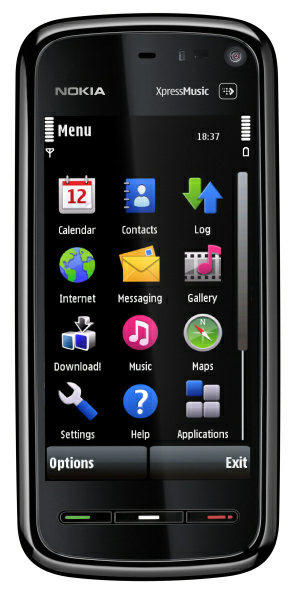 NOKIA XpressMusic
Menu
18:37
12
Calendar Contacts Log
Internet Messaging Gallery
Download! Music Maps
?
Settings Help Applications
Options Exit